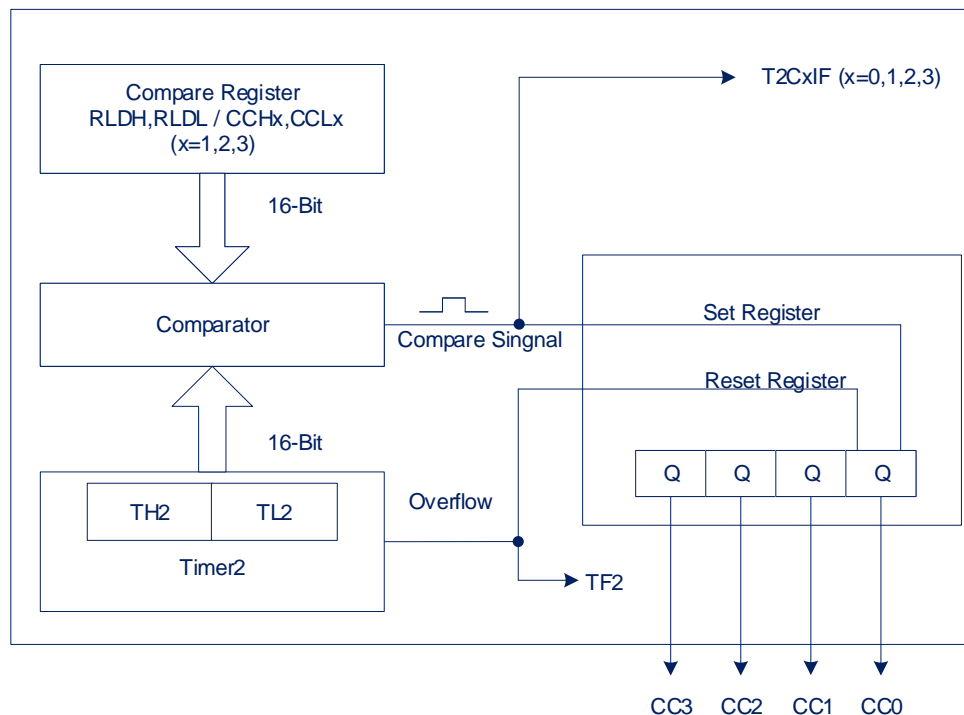 Compare Register
RLDH,RLDL / CCHx,CCLx
(x=1,2,3)
T2CxIF (x=0,1,2,3)
16-Bit
Comparator
Compare Singnal
Set Register
Reset Register
16-Bit
Q Q Q Q
TH2 TL2
Overflow
Timer2
TF2
CC3 CC2 CC1 CC0